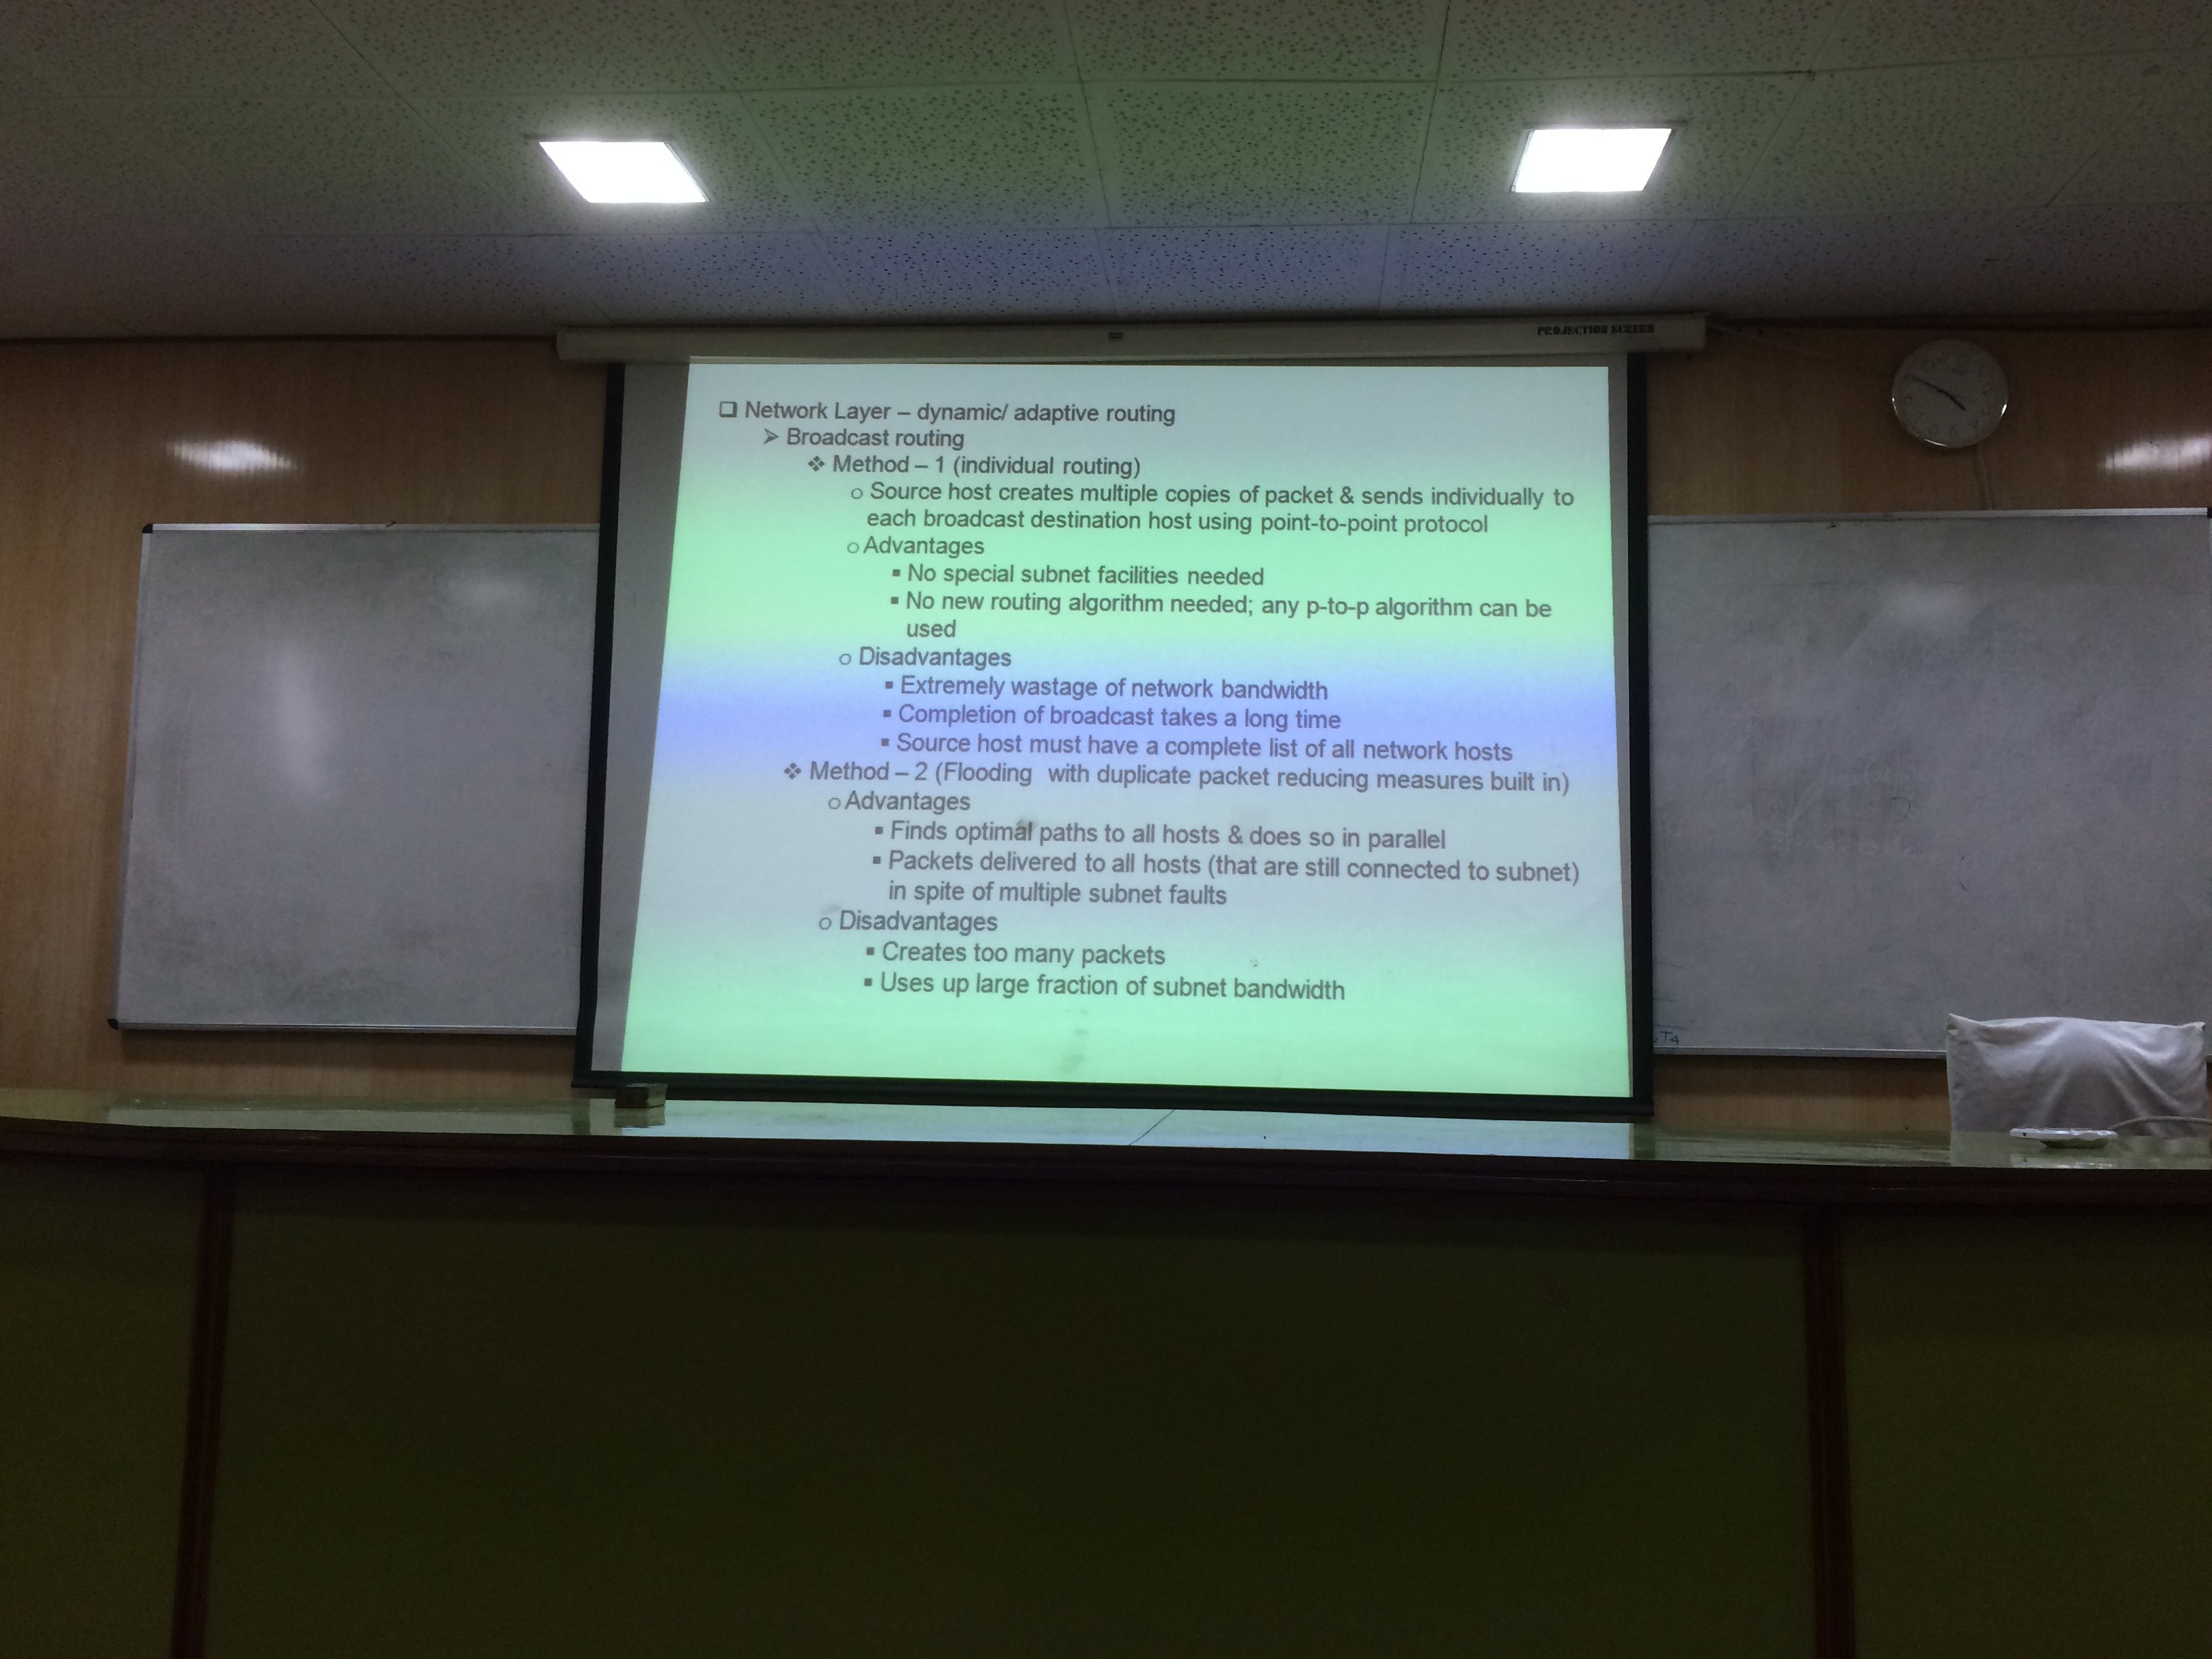 PROJECTION SCREEN
❑ Network Layer – dynamic/ adaptive routing
➢ Broadcast routing
❖ Method – 1 (individual routing)
o Source host creates multiple copies of packet & sends individually to
each broadcast destination host using point-to-point protocol
o Advantages
▪ No special subnet facilities needed
▪ No new routing algorithm needed; any p-to-p algorithm can be
used
o Disadvantages
▪ Extremely wastage of network bandwidth
▪ Completion of broadcast takes a long time
▪ Source host must have a complete list of all network hosts
❖ Method – 2 (Flooding with duplicate packet reducing measures built in)
o Advantages
▪ Finds optimal paths to all hosts & does so in parallel
▪ Packets delivered to all hosts (that are still connected to subnet)
in spite of multiple subnet faults
o Disadvantages
▪ Creates too many packets
▪ Uses up large fraction of subnet bandwidth